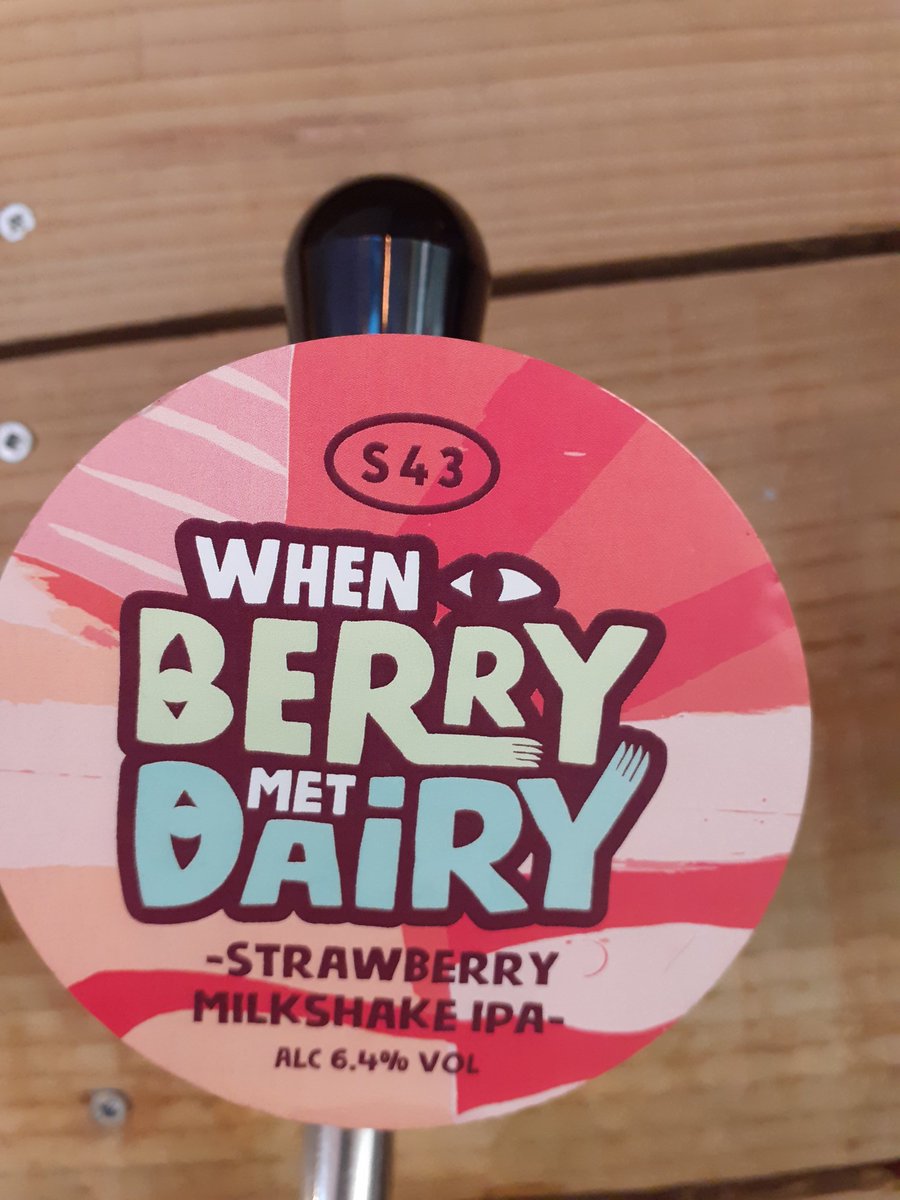 S43
WHEN
BERRY
MET
DAiRY
-STRAWBERRY
MILKSHAKE IPA-
ALC 6.4% VOL